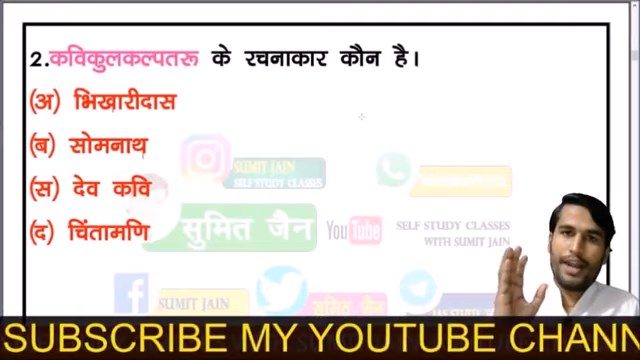 2.कविकुलकल्पतरू के रचनाकार कौन है।
(अ) भिखारीदास
(ब) सोमनाथ
(स) देव कवि
(द) चिंतामणि
SUMIT JAIN
SELF STUDY CLASSES
सुमित जैन
YouTube
SELF STUDY CLASSES
WITH SUMIT JAIN
SUMIT JAIN
सुमित जैन
SUBSCRIBE MY YOUTUBE CHANN